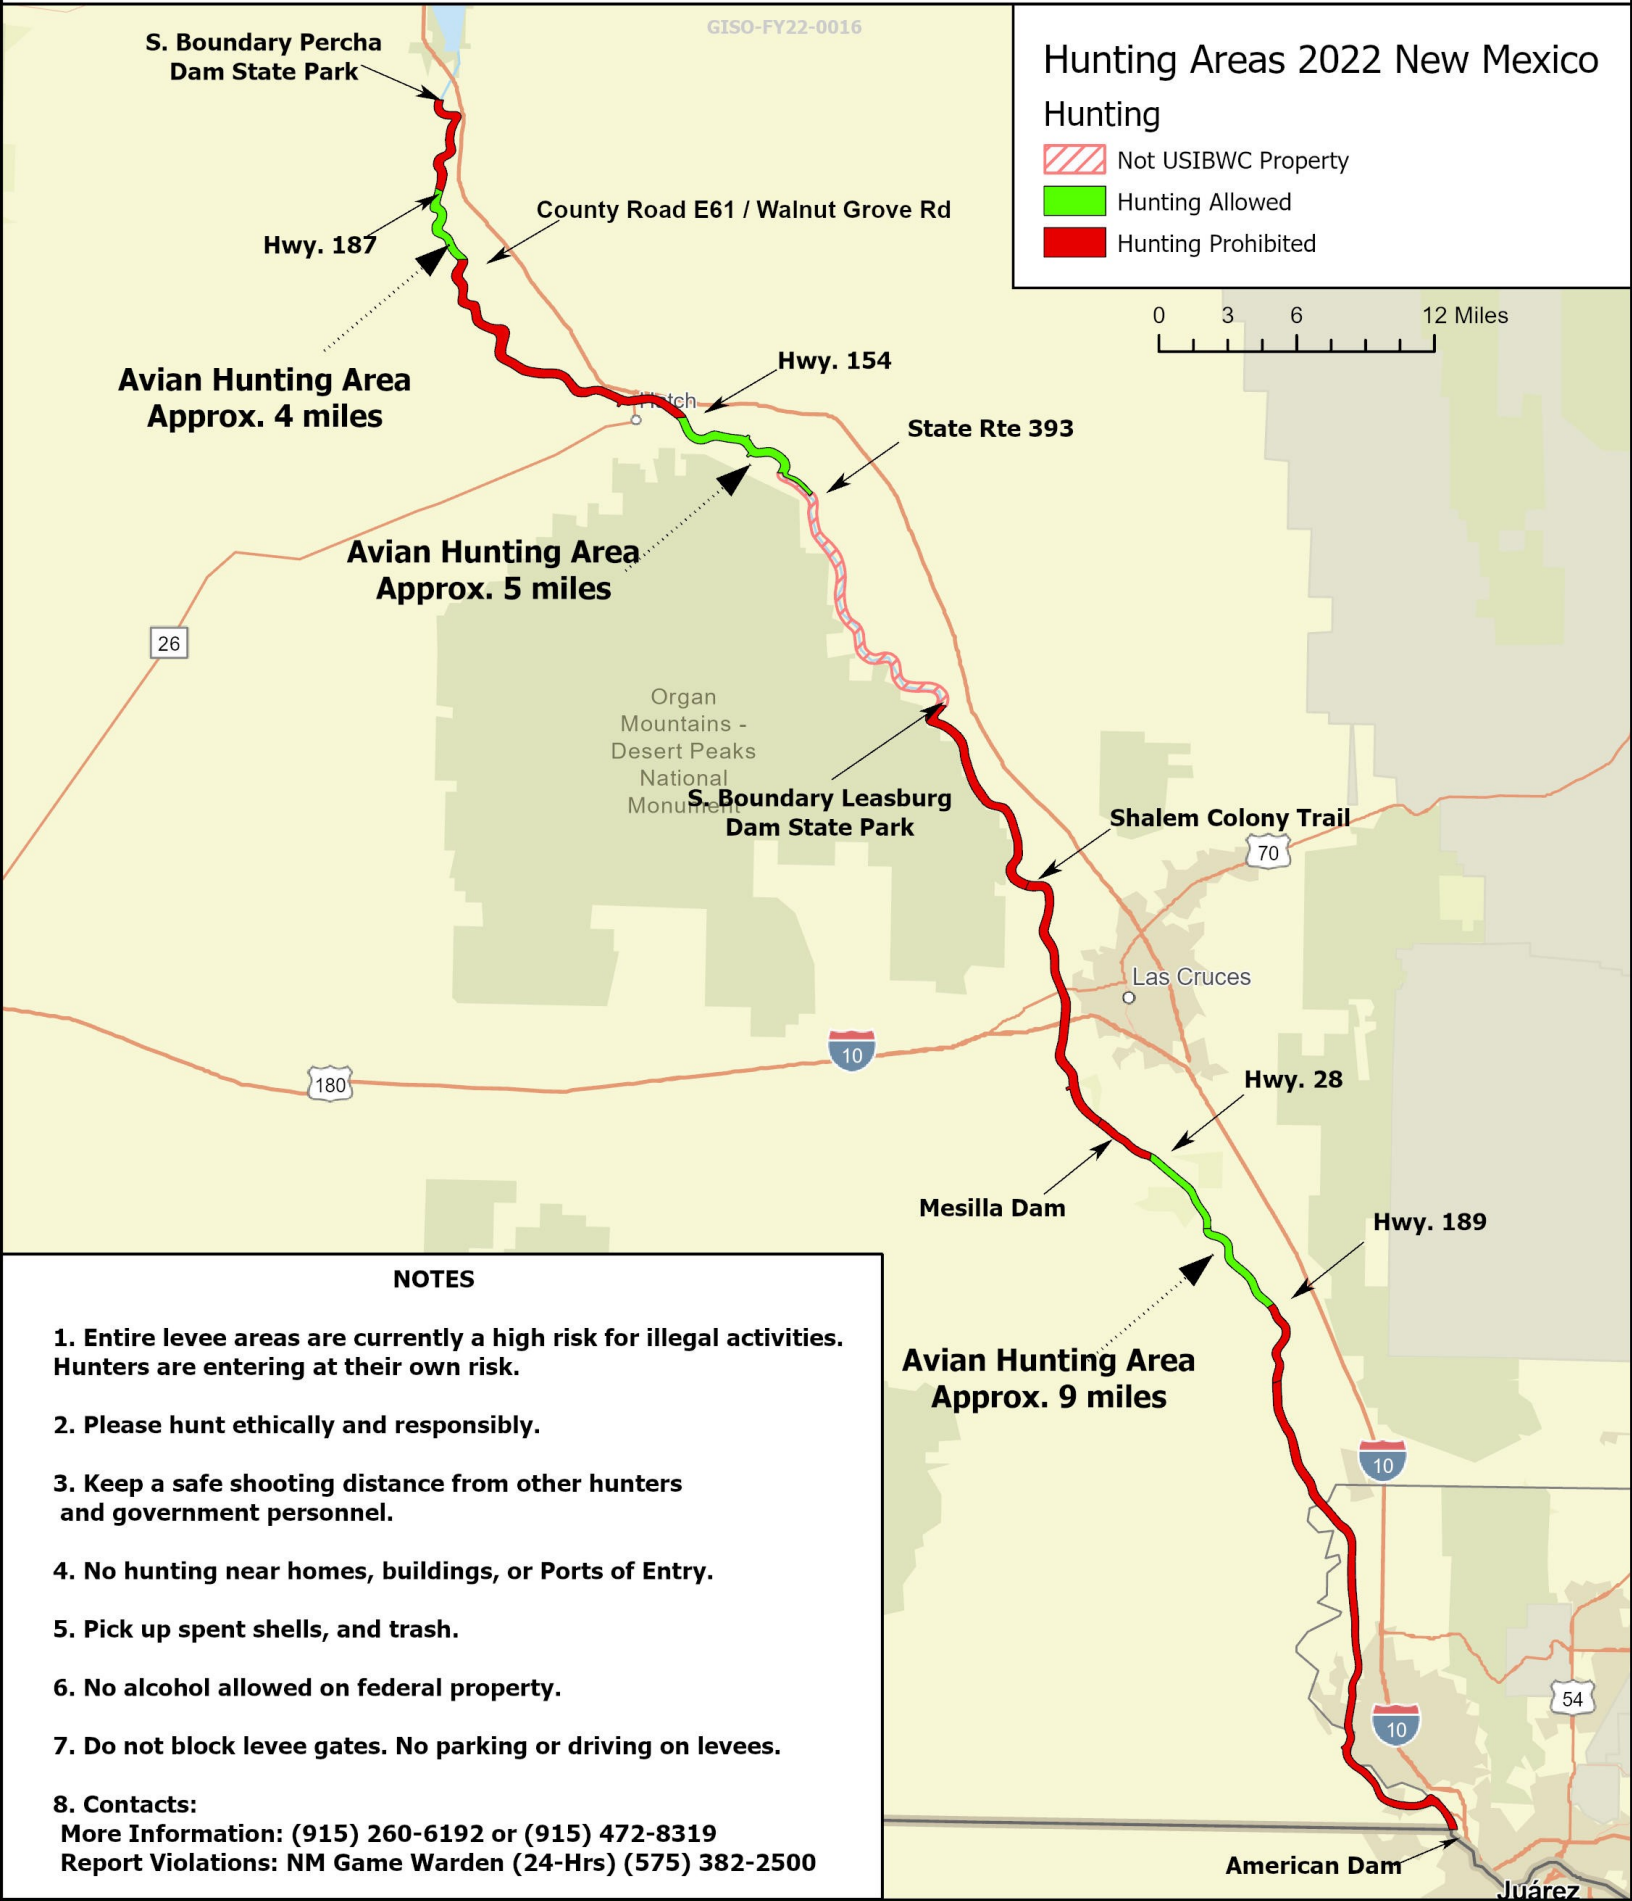 GISO-FY22-0016
Hunting Areas 2022 New Mexico
Hunting
Not USIBWC Property
Hunting Allowed
Hunting Prohibited
0 3 6 12 Miles
S. Boundary Percha
Dam State Park
County Road E61 / Walnut Grove Rd
Hwy. 187
Avian Hunting Area
Approx. 4 miles
Hwy. 154
Hatch
State Rte 393
Avian Hunting Area
Approx. 5 miles
26
Organ
Mountains -
Desert Peaks
National
Monument
S. Boundary Leasburg
Dam State Park
Shalem Colony Trail
70
Las Cruces
10
180
Hwy. 28
Mesilla Dam
Hwy. 189
Avian Hunting Area
Approx. 9 miles
10
54
10
American Dam
Juárez
NOTES
1. Entire levee areas are currently a high risk for illegal activities.
Hunters are entering at their own risk.
2. Please hunt ethically and responsibly.
3. Keep a safe shooting distance from other hunters
and government personnel.
4. No hunting near homes, buildings, or Ports of Entry.
5. Pick up spent shells, and trash.
6. No alcohol allowed on federal property.
7. Do not block levee gates. No parking or driving on levees.
8. Contacts:
More Information: (915) 260-6192 or (915) 472-8319
Report Violations: NM Game Warden (24-Hrs) (575) 382-2500